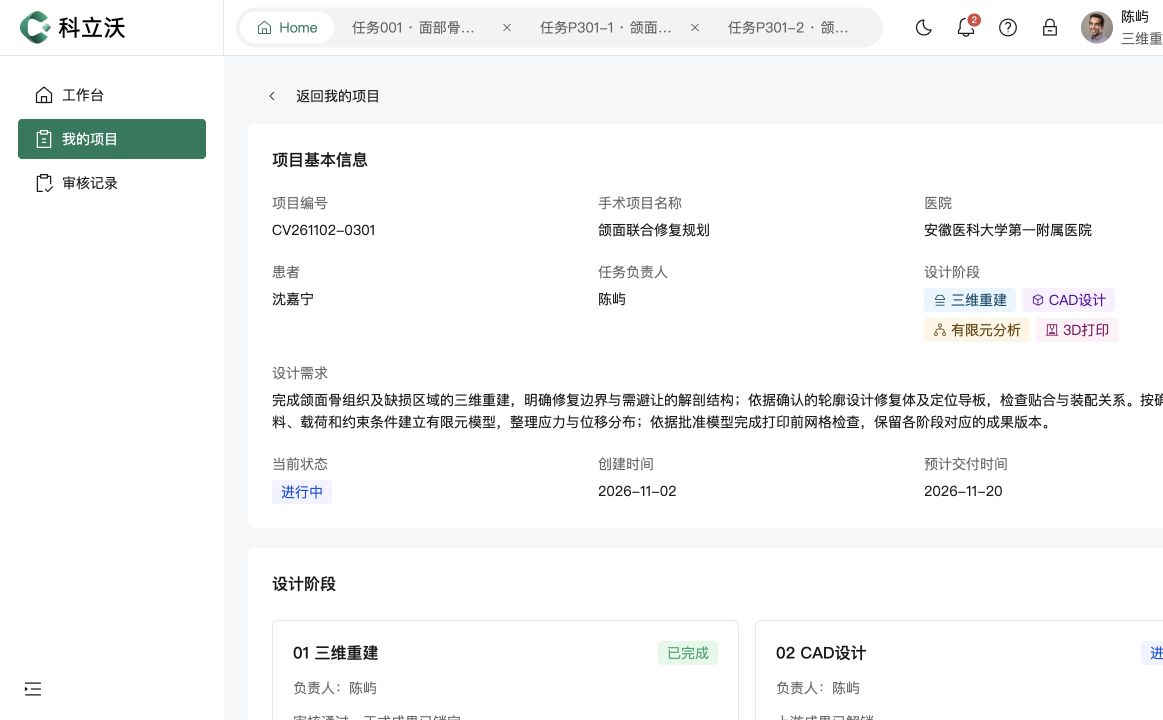 科立沃
Home
任务001 · 面部骨...
任务P301-1 · 颌面...
任务P301-2 · 颌...
2
陈屿
三维重
工作台
我的项目
审核记录
返回我的项目
项目基本信息
项目编号
手术项目名称
医院
CV261102-0301
颌面联合修复规划
安徽医科大学第一附属医院
患者
任务负责人
设计阶段
沈嘉宁
陈屿
三维重建
CAD设计
有限元分析
3D打印
设计需求
完成颌面骨组织及缺损区域的三维重建，明确修复边界与需避让的解剖结构；依据确认的轮廓设计修复体及定位导板，检查贴合与装配关系。按确
料、载荷和约束条件建立有限元模型，整理应力与位移分布；依据批准模型完成打印前网格检查，保留各阶段对应的成果版本。
当前状态
创建时间
预计交付时间
进行中
2026-11-02
2026-11-20
设计阶段
01 三维重建
已完成
02 CAD设计
进
负责人：陈屿
负责人：陈屿